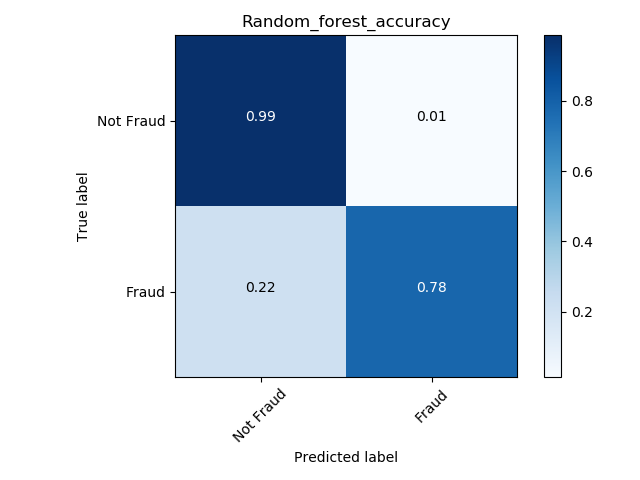 Random_forest_accuracy
True label
Not Fraud
0.99
0.01
Fraud
0.22
0.78
Not Fraud
Fraud
Predicted label
0.8
0.6
0.4
0.2